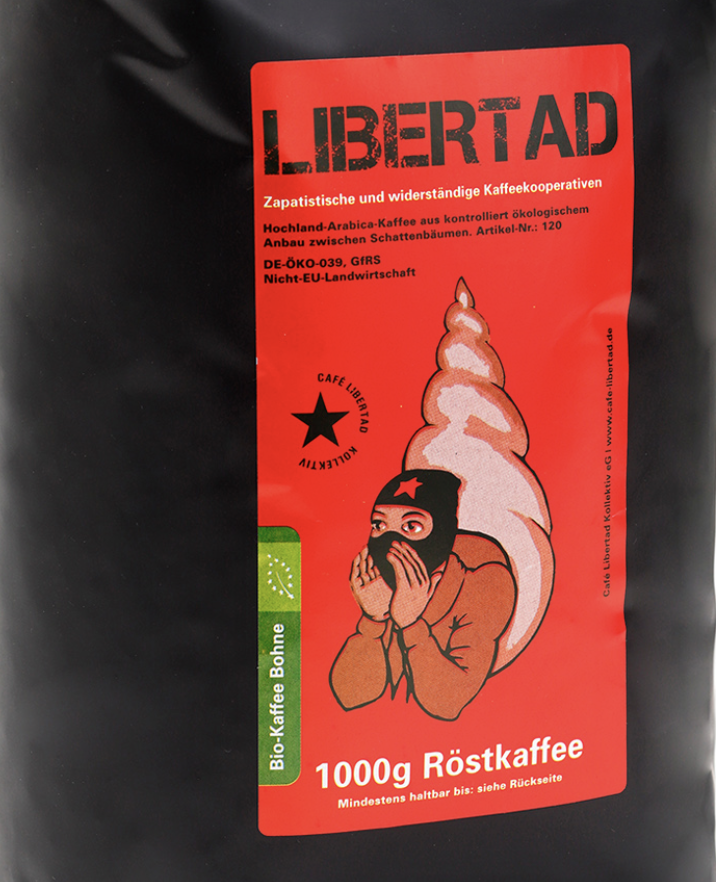 LIBERTAD
Zapatistische und widerständige Kaffeekooperativen
Hochland-Arabica-Kaffee aus kontrolliert ökologischem
Anbau zwischen Schattenbäumen. Artikel-Nr.: 120
DE-ÖKO-039, GfRS
Nicht-EU-Landwirtschaft
CAFÉ LIBERTAD
KOLLEKTIV
Café Libertad Kollektiv eG | www.cafe-libertad.de
Bio-Kaffee Bohne
1000g Röstkaffee
Mindestens haltbar bis: siehe Rückseite